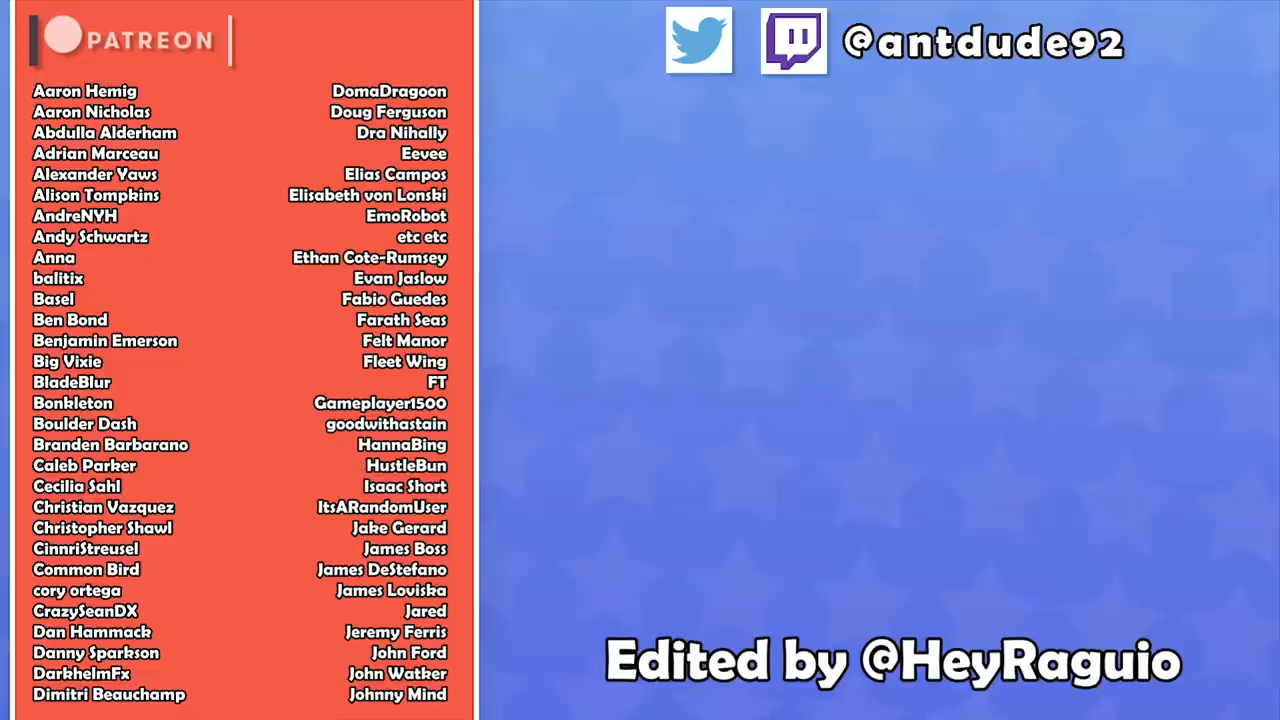 PATREON
@antdude92
Aaron Hemig
Aaron Nicholas
Abdulla Alderham
Adrian Marceau
Alexander Yaws
Alison Tompkins
AndreNYH
Andy Schwartz
Anna
balitix
Basel
Ben Bond
Benjamin Emerson
Big Yixie
BladeBlur
Bonkleton
Boulder Dash
Branden Barbarano
Caleb Parker
Cecilia Sahl
Christian Vazquez
Christopher Shawl
CinnriStreusel
Common Bird
cory ortega
CrazySeanDX
Dan Hammack
Danny Sparkson
DarkhelmFx
Dimitri Beauchamp
DomaDragoon
Doug Ferguson
Dra Nihally
Eevee
Elias Campos
Elisabeth von Lonski
EmoRobot
etc etc
Ethan Cote-Rumsey
Evan Jaslow
Fabio Guedes
Farath Seas
Felt Manor
Fleet Wing
FT
Gameplayer1500
goodwithastain
HannaBing
HustleBun
Isaac Short
ItsARandomUser
Jake Gerard
James Boss
James DeStefano
James Loviska
Jared
Jeremy Ferris
John Ford
John Watker
Johnny Mind
Edited by @HeyRaguio